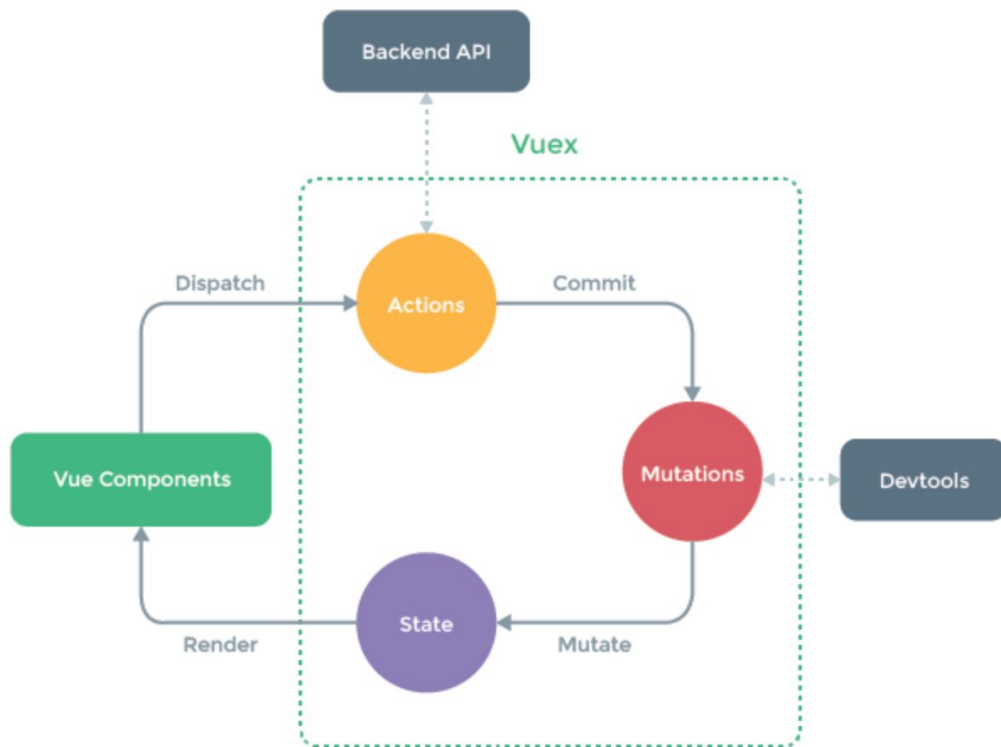 Backend API
Vuex
Dispatch
Actions
Commit
Vue Components
Mutations
Devtools
State
Render
Mutate